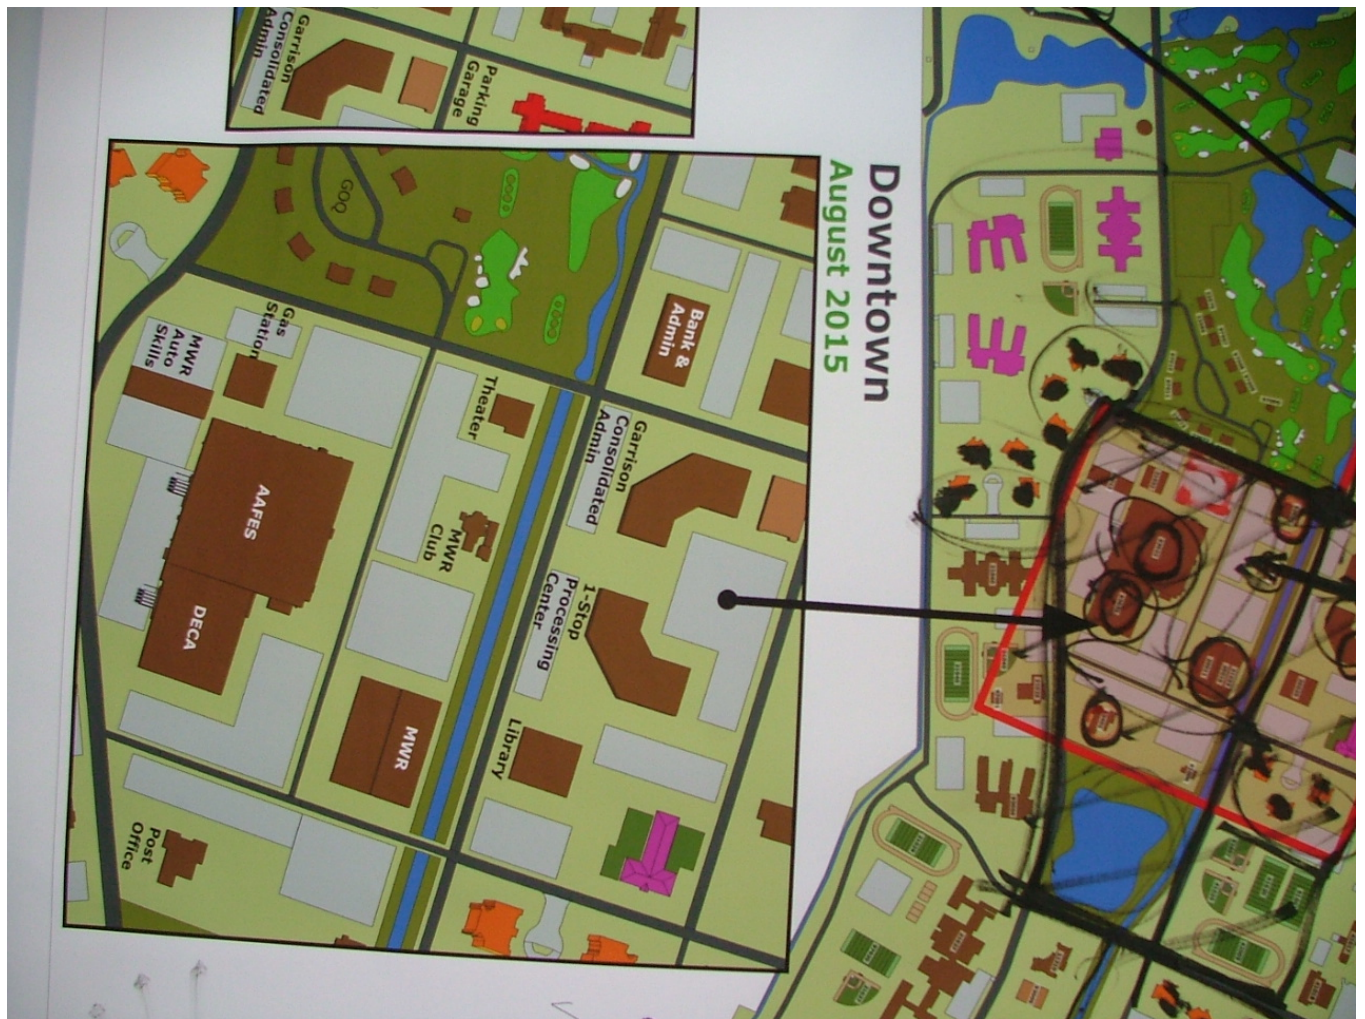 Garrison
Consolidated
Admin
Parking
Garage
Downtown
August 2015
GOQ
Bank &
Admin
Gas
Station
MWR
Auto
Skills
Theater
Garrison
Consolidated
Admin
AAFES
MWR
Club
1-Stop
Processing
Center
DECA
MWR
Library
Post
Office